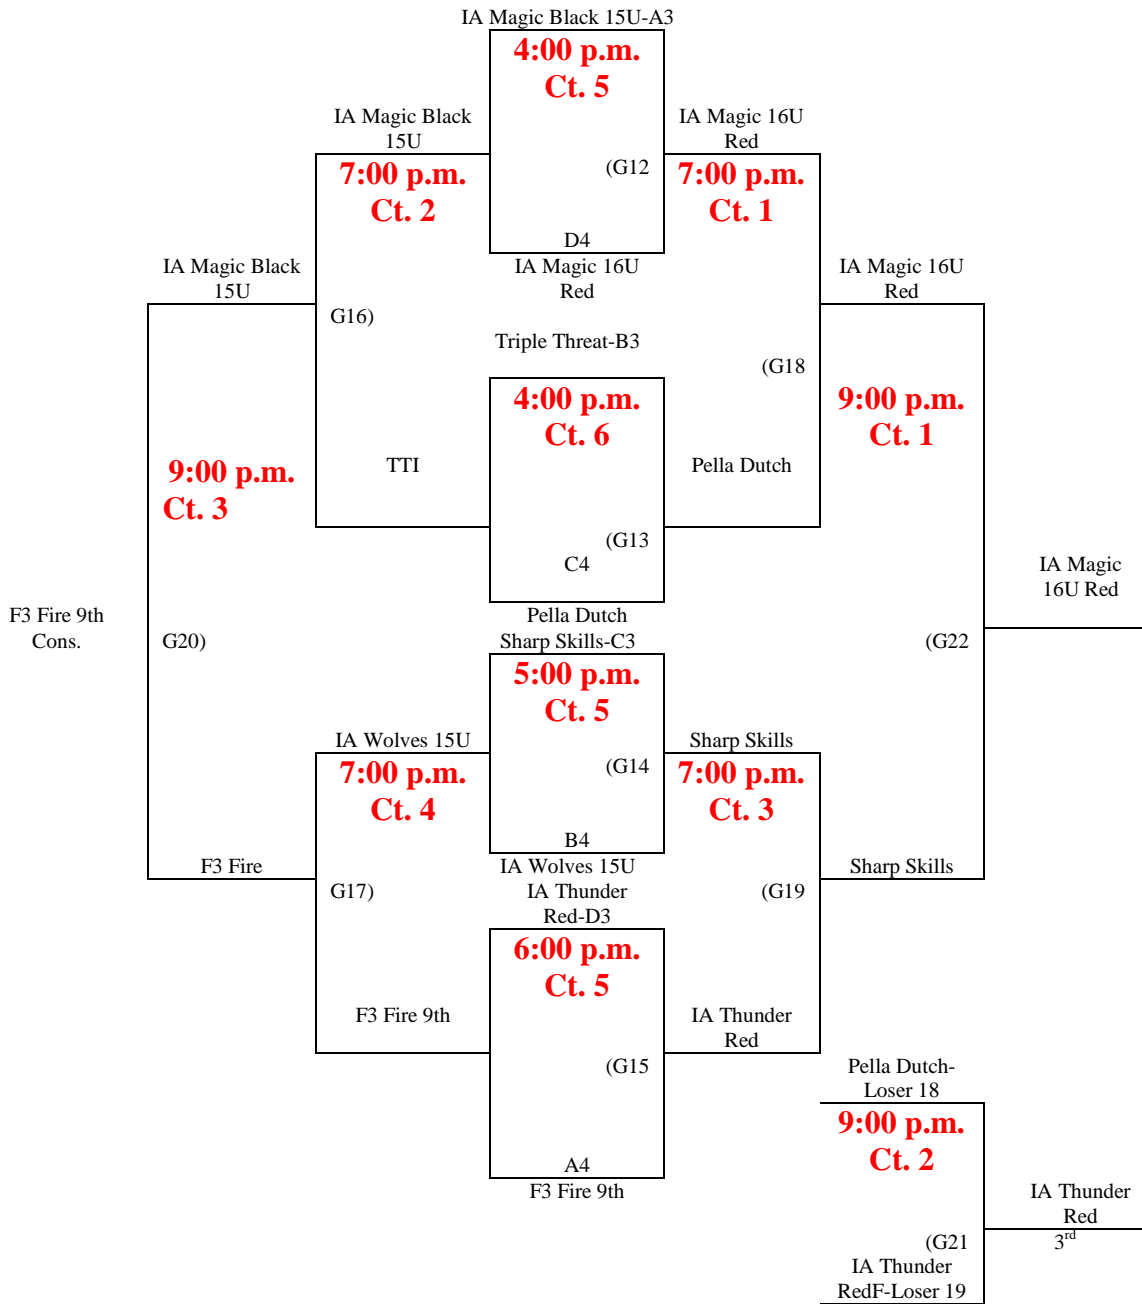 IA Magic Black 15U-A3
4:00 p.m.
Ct. 5
IA Magic Black
15U
IA Magic 16U
Red
(G12
7:00 p.m.
Ct. 2
7:00 p.m.
Ct. 1
D4
IA Magic 16U
Red
IA Magic Black
15U
IA Magic 16U
Red
G16)
Triple Threat-B3
(G18
4:00 p.m.
Ct. 6
9:00 p.m.
Ct. 1
TTI
Pella Dutch
9:00 p.m.
Ct. 3
(G13
C4
Pella Dutch
IA Magic
16U Red
F3 Fire 9th
Cons.
G20)
Sharp Skills-C3
(G22
5:00 p.m.
Ct. 5
IA Wolves 15U
Sharp Skills
(G14
7:00 p.m.
Ct. 4
7:00 p.m.
Ct. 3
B4
IA Wolves 15U
F3 Fire
Sharp Skills
G17)
IA Thunder
Red-D3
(G19
6:00 p.m.
Ct. 5
F3 Fire 9th
IA Thunder
Red
(G15
Pella Dutch-
Loser 18
9:00 p.m.
Ct. 2
A4
F3 Fire 9th
IA Thunder
Red
3rd
(G21
IA Thunder
RedF-Loser 19